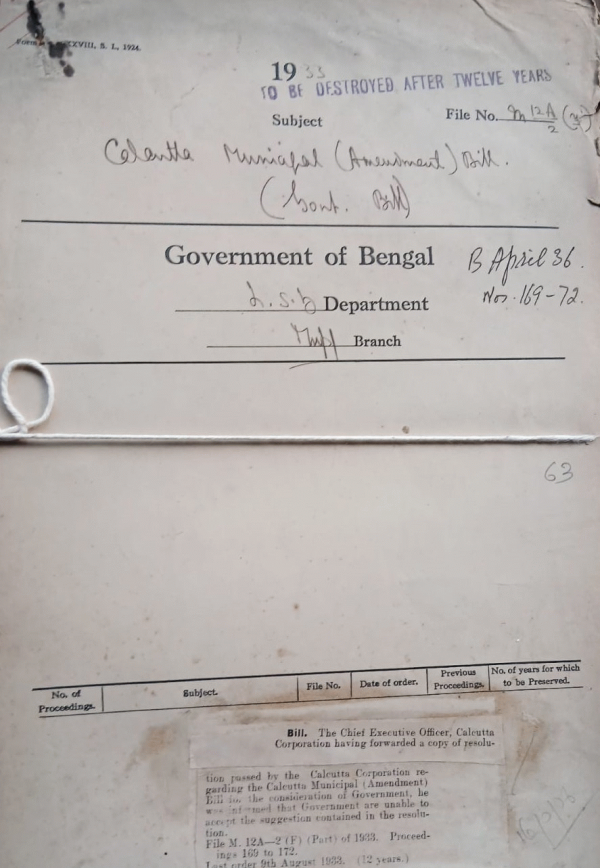 XXVIII, S. I., 1924.
1933
TO BE DESTROYED AFTER TWELVE YEARS
Subject
File No. M 12A/2
Calcutta Municipal (Amendment) Bill.
(Govt. Bill)
Government of Bengal
B April 36.
Nos. 169-72.
L.S.G Department
Branch
63
No. of Proceedings.
Subject.
File No.
Date of order.
Previous Proceedings.
No. of years for which to be Preserved.
Bill. The Chief Executive Officer, Calcutta
Corporation having forwarded a copy of resolu-
tion passed by the Calcutta Corporation re-
garding the Calcutta Municipal (Amendment)
Bill for the consideration of Government, he
was informed that Government are unable to
accept the suggestion contained in the resolu-
tion.
File M. 12A—2 (F) (Part) of 1933. Proceed-
ings 169 to 172.
Last order 9th August 1933. (12 years.)